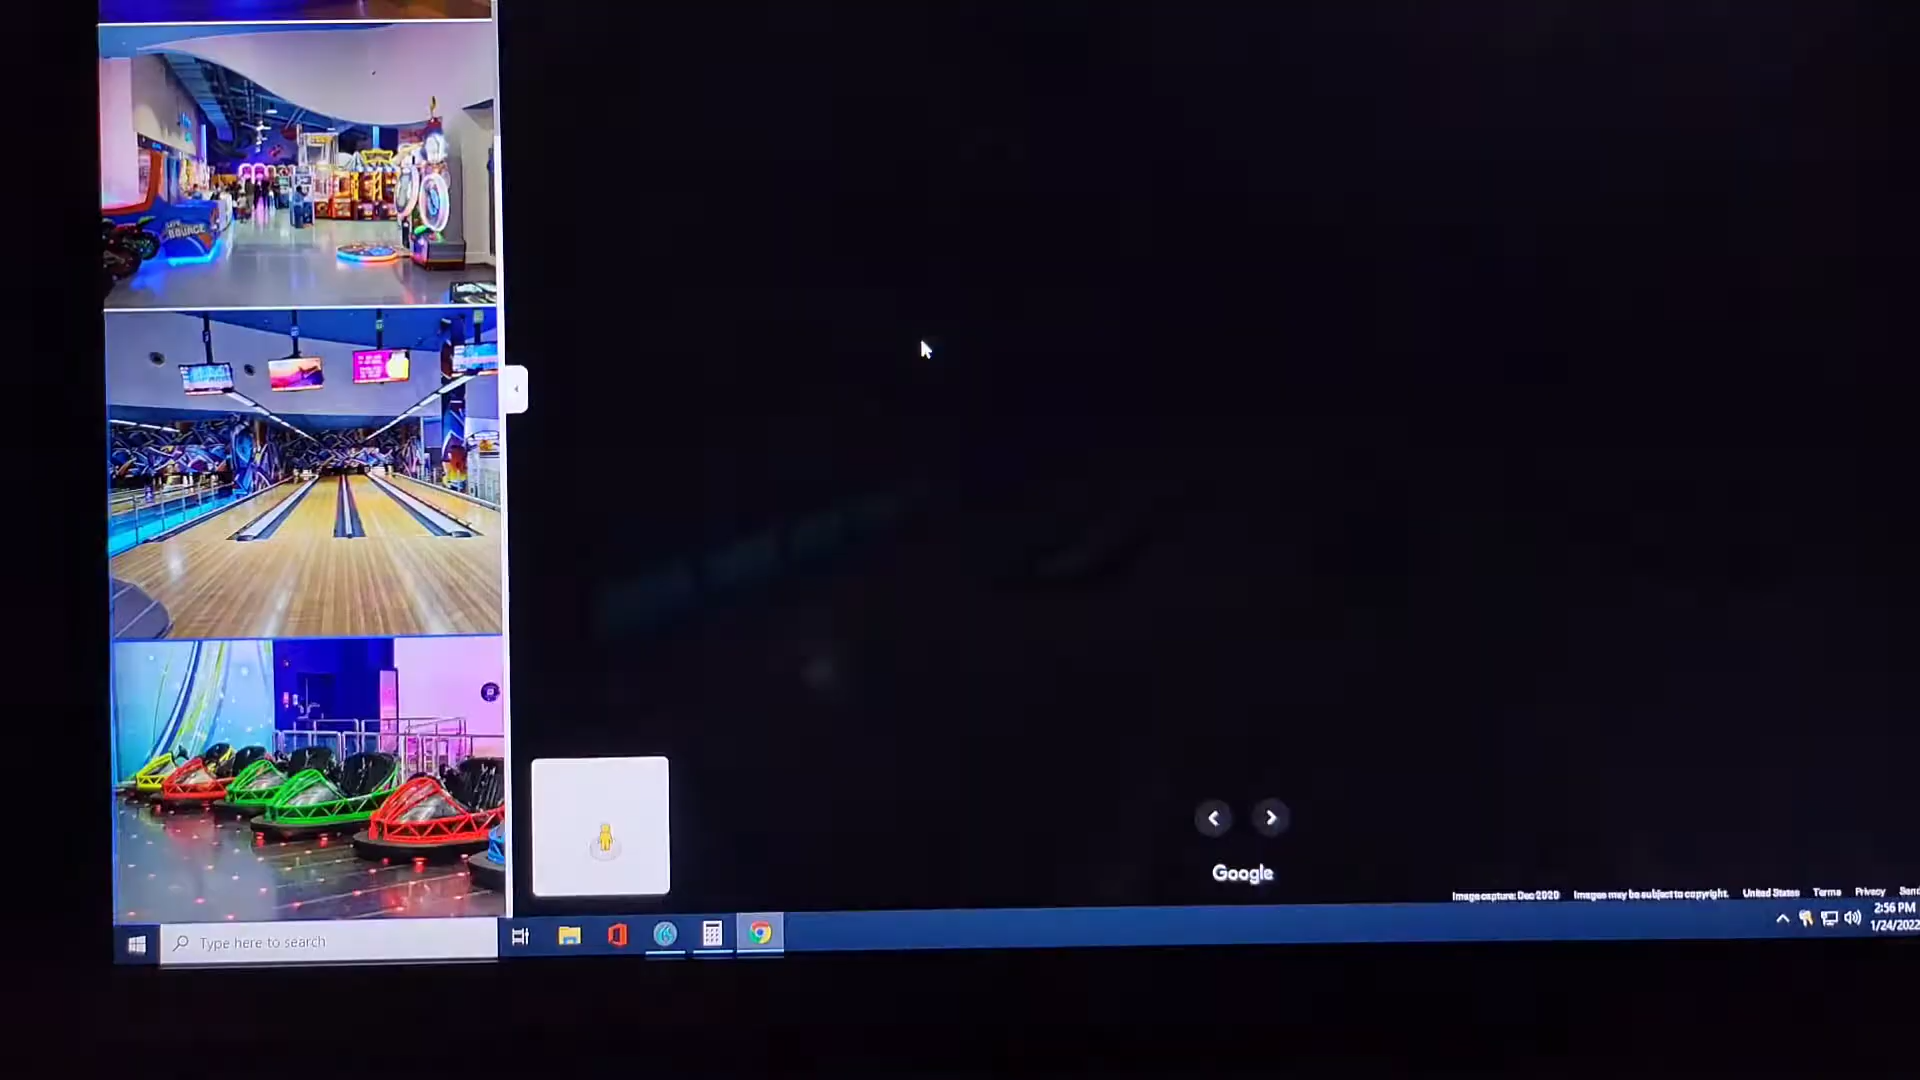 BOUNCE
Google
Image capture: Dec 2020 Images may be subject to copyright. United States Terms Privacy Send
2:56 PM
1/24/2022
Type here to search